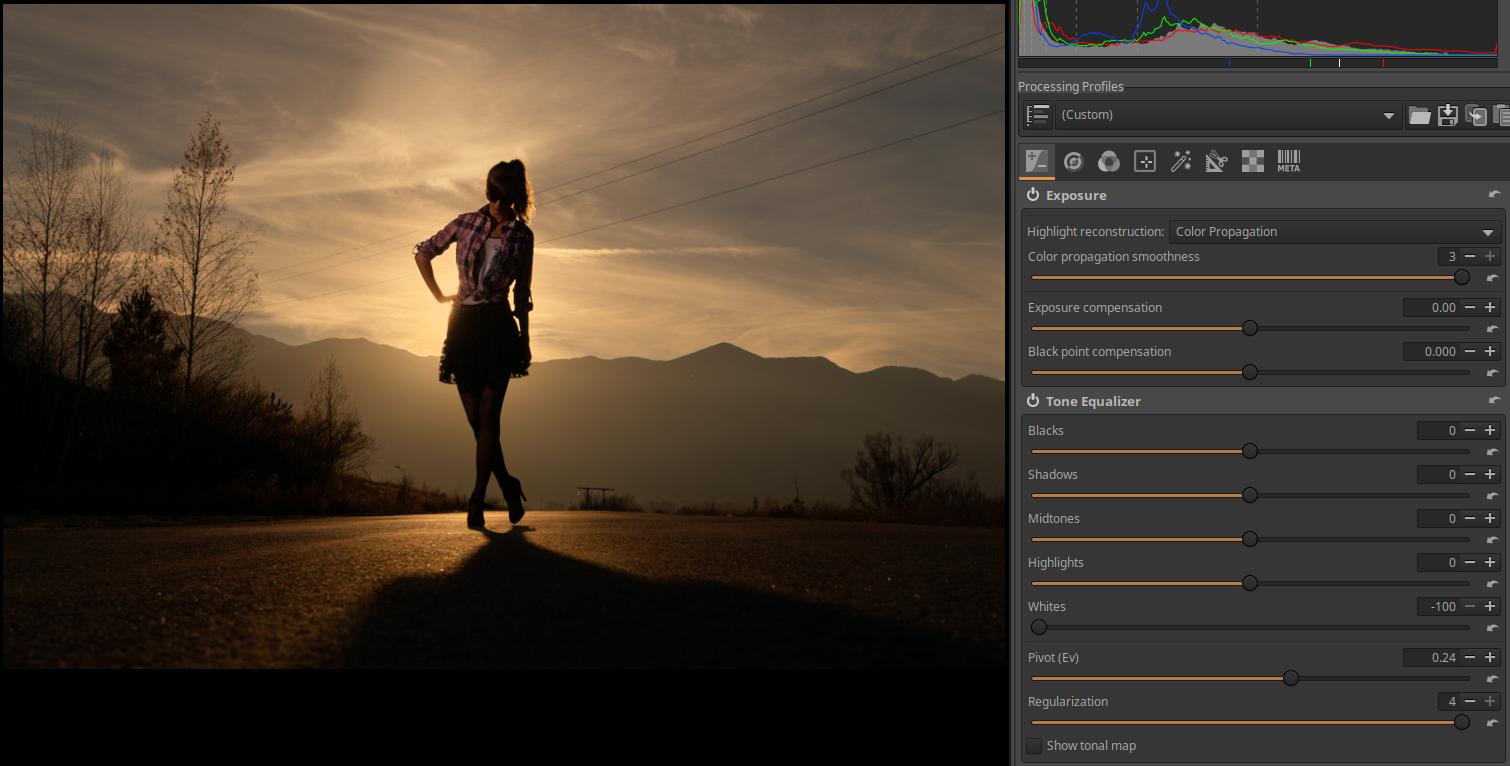 Processing Profiles
(Custom)
META
Exposure
Highlight reconstruction: Color Propagation
Color propagation smoothness 3
Exposure compensation 0.00
Black point compensation 0.000
Tone Equalizer
Blacks 0
Shadows 0
Midtones 0
Highlights 0
Whites -100
Pivot (Ev) 0.24
Regularization 4
Show tonal map